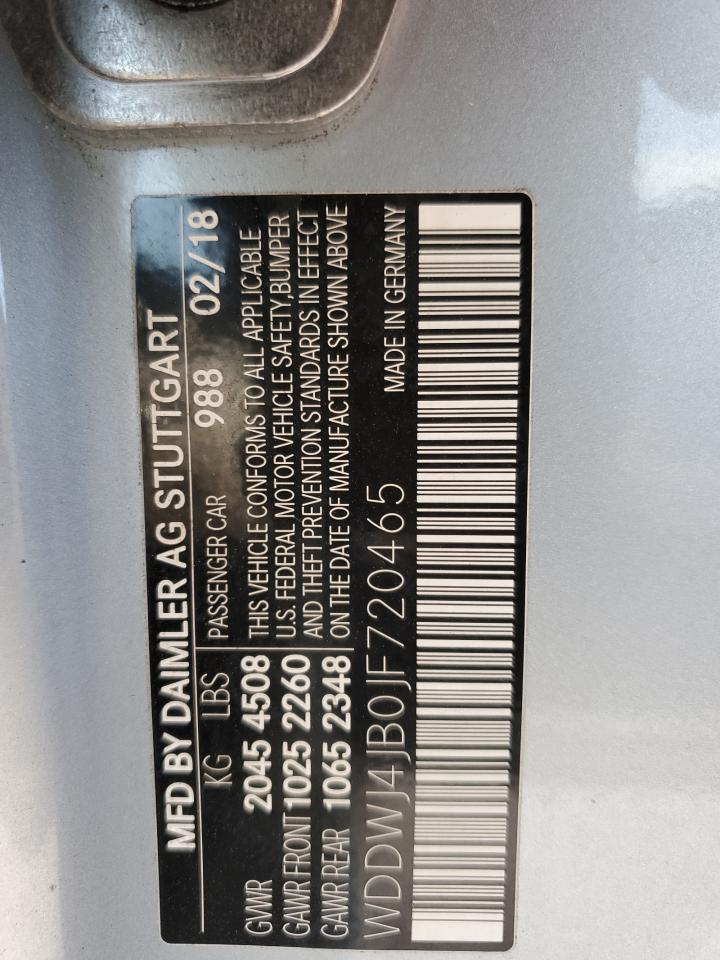 MFD BY DAIMLER AG STUTTGART
KG LBS PASSENGER CAR 988 02/18
GVWR 2045 4508 THIS VEHICLE CONFORMS TO ALL APPLICABLE
GAWR FRONT 1025 2260 U.S. FEDERAL MOTOR VEHICLE SAFETY,BUMPER
AND THEFT PREVENTION STANDARDS IN EFFECT
GAWR REAR 1065 2348 ON THE DATE OF MANUFACTURE SHOWN ABOVE
WDDWJ4JB0JF720465 MADE IN GERMANY